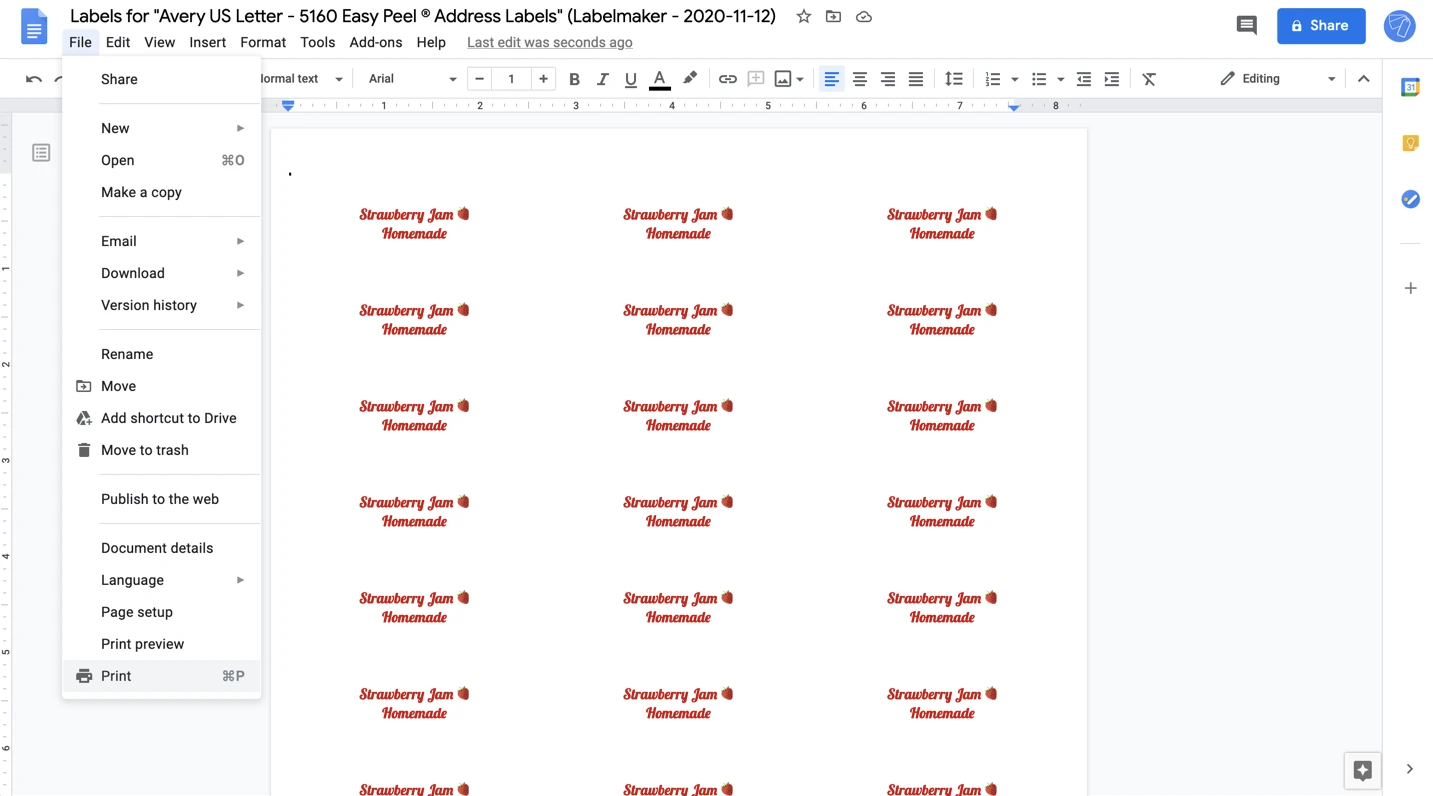 Labels for "Avery US Letter - 5160 Easy Peel ® Address Labels" (Labelmaker - 2020-11-12)
Share
File Edit View Insert Format Tools Add-ons Help Last edit was seconds ago
ormal text Arial 1 B I U A Editing
31
1 2 3 4 5 6 7 8
Share
New
Open ⌘O
Make a copy
Email
Download
Version history
Rename
Move
Add shortcut to Drive
Move to trash
Publish to the web
Document details
Language
Page setup
Print preview
Print ⌘P
1
2
3
4
5
6
.
Strawberry Jam 🍓 Strawberry Jam 🍓 Strawberry Jam 🍓
Homemade Homemade Homemade
Strawberry Jam 🍓 Strawberry Jam 🍓 Strawberry Jam 🍓
Homemade Homemade Homemade
Strawberry Jam 🍓 Strawberry Jam 🍓 Strawberry Jam 🍓
Homemade Homemade Homemade
Strawberry Jam 🍓 Strawberry Jam 🍓 Strawberry Jam 🍓
Homemade Homemade Homemade
Strawberry Jam 🍓 Strawberry Jam 🍓 Strawberry Jam 🍓
Homemade Homemade Homemade
Strawberry Jam 🍓 Strawberry Jam 🍓 Strawberry Jam 🍓
Homemade Homemade Homemade
Strawberry Jam 🍓 Strawberry Jam 🍓 Strawberry Jam 🍓